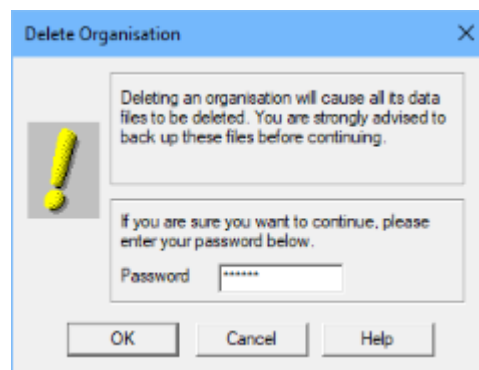 Delete Organisation
Deleting an organisation will cause all its data
files to be deleted. You are strongly advised to
back up these files before continuing.
If you are sure you want to continue, please
enter your password below.
Password ******
OK Cancel Help